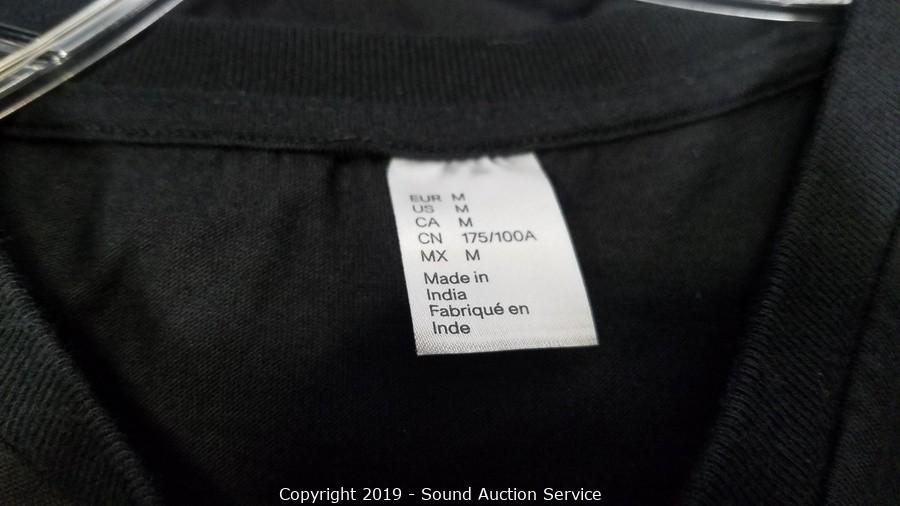 EUR M
US M
CA M
CN 175/100A
MX M
Made in
India
Fabriqué en
Inde
Copyright 2019 - Sound Auction Service